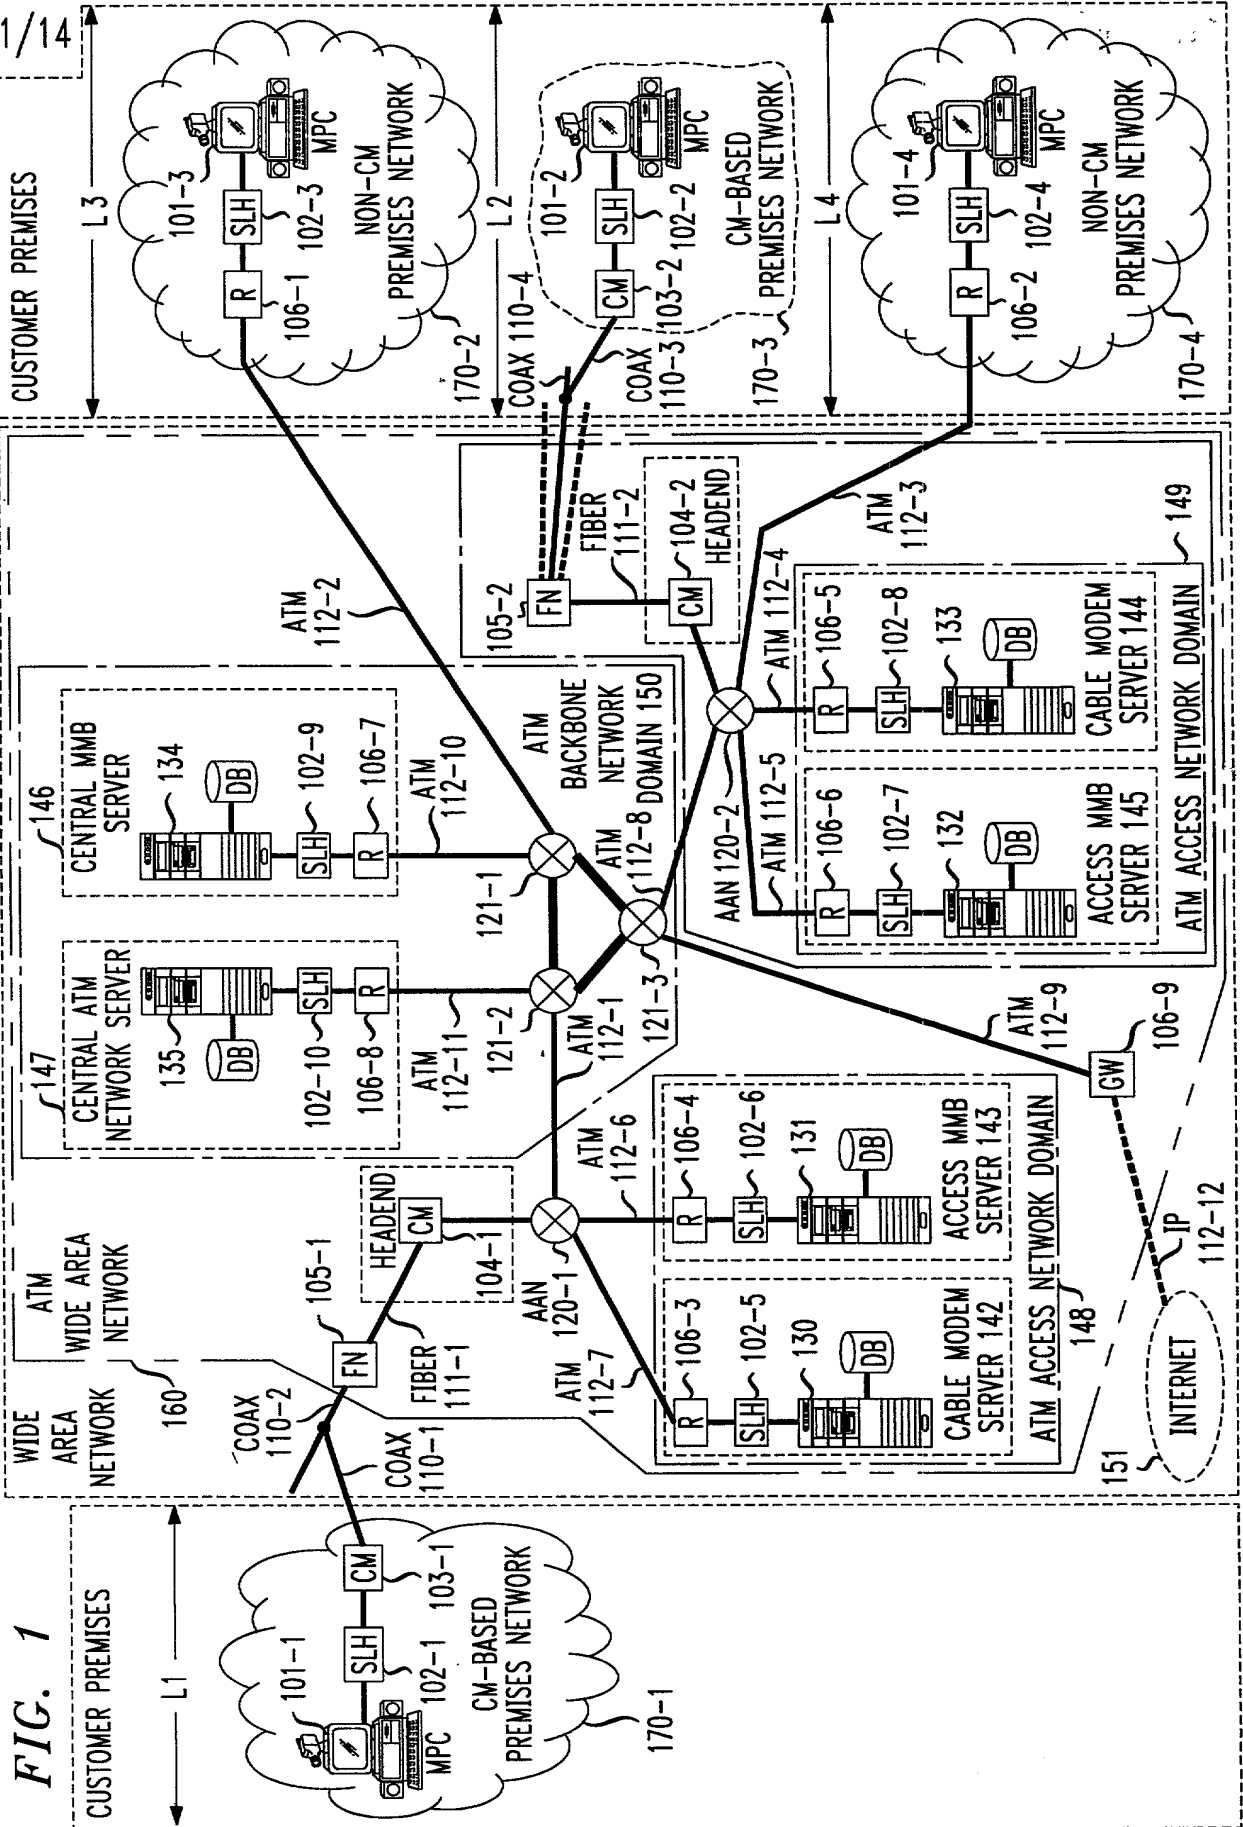 1/14
FIG. 1
CUSTOMER PREMISES
L1
101-1
MPC
SLH
102-1
CM
103-1
CM-BASED
PREMISES NETWORK
170-1
WIDE
AREA
NETWORK
160
ATM
WIDE AREA
NETWORK
COAX
110-2
COAX
110-1
105-1
FN
FIBER
111-1
HEADEND
CM
104-1
AAN
120-1
ATM
112-7
ATM
112-6
106-3
R
SLH
102-5
130
DB
CABLE MODEM
SERVER 142
106-4
R
SLH
102-6
131
DB
ACCESS MMB
SERVER 143
ATM ACCESS NETWORK DOMAIN
148
151
INTERNET
IP
112-12
GW
106-9
ATM
112-9
147
CENTRAL ATM
NETWORK SERVER
135
DB
SLH
102-10
R
106-8
ATM
112-11
121-2
ATM
112-1
146
CENTRAL MMB
SERVER
134
DB
SLH
102-9
R
106-7
ATM
112-10
121-1
121-3
ATM
112-8
ATM
BACKBONE
NETWORK
DOMAIN 150
ATM
112-2
105-2
FN
FIBER
111-2
CM
104-2
HEADEND
AAN 120-2
ATM 112-5
ATM 112-4
ATM
112-3
106-6
R
SLH
102-7
132
DB
ACCESS MMB
SERVER 145
106-5
R
SLH
102-8
133
DB
CABLE MODEM
SERVER 144
ATM ACCESS NETWORK DOMAIN
149
CUSTOMER PREMISES
L3
101-3
MPC
SLH
102-3
R
106-1
NON-CM
PREMISES NETWORK
170-2
L2
COAX 110-4
COAX
110-3
101-2
MPC
SLH
102-2
CM
103-2
CM-BASED
PREMISES NETWORK
170-3
L4
101-4
MPC
SLH
102-4
R
106-2
NON-CM
PREMISES NETWORK
170-4